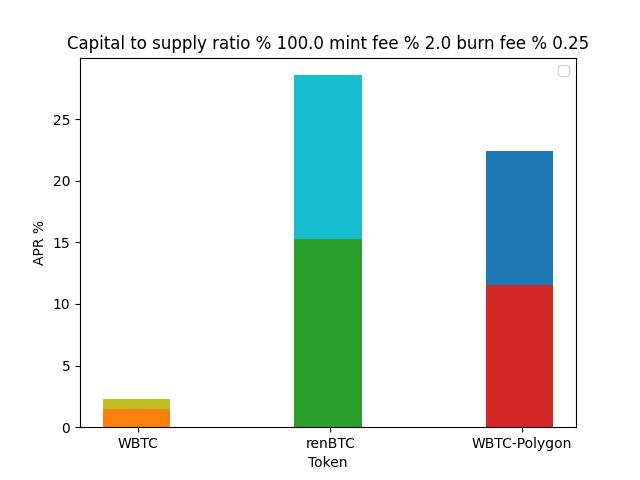 Capital to supply ratio % 100.0 mint fee % 2.0 burn fee % 0.25
25
20
15
10
5
0
APR %
WBTC renBTC WBTC-Polygon
Token